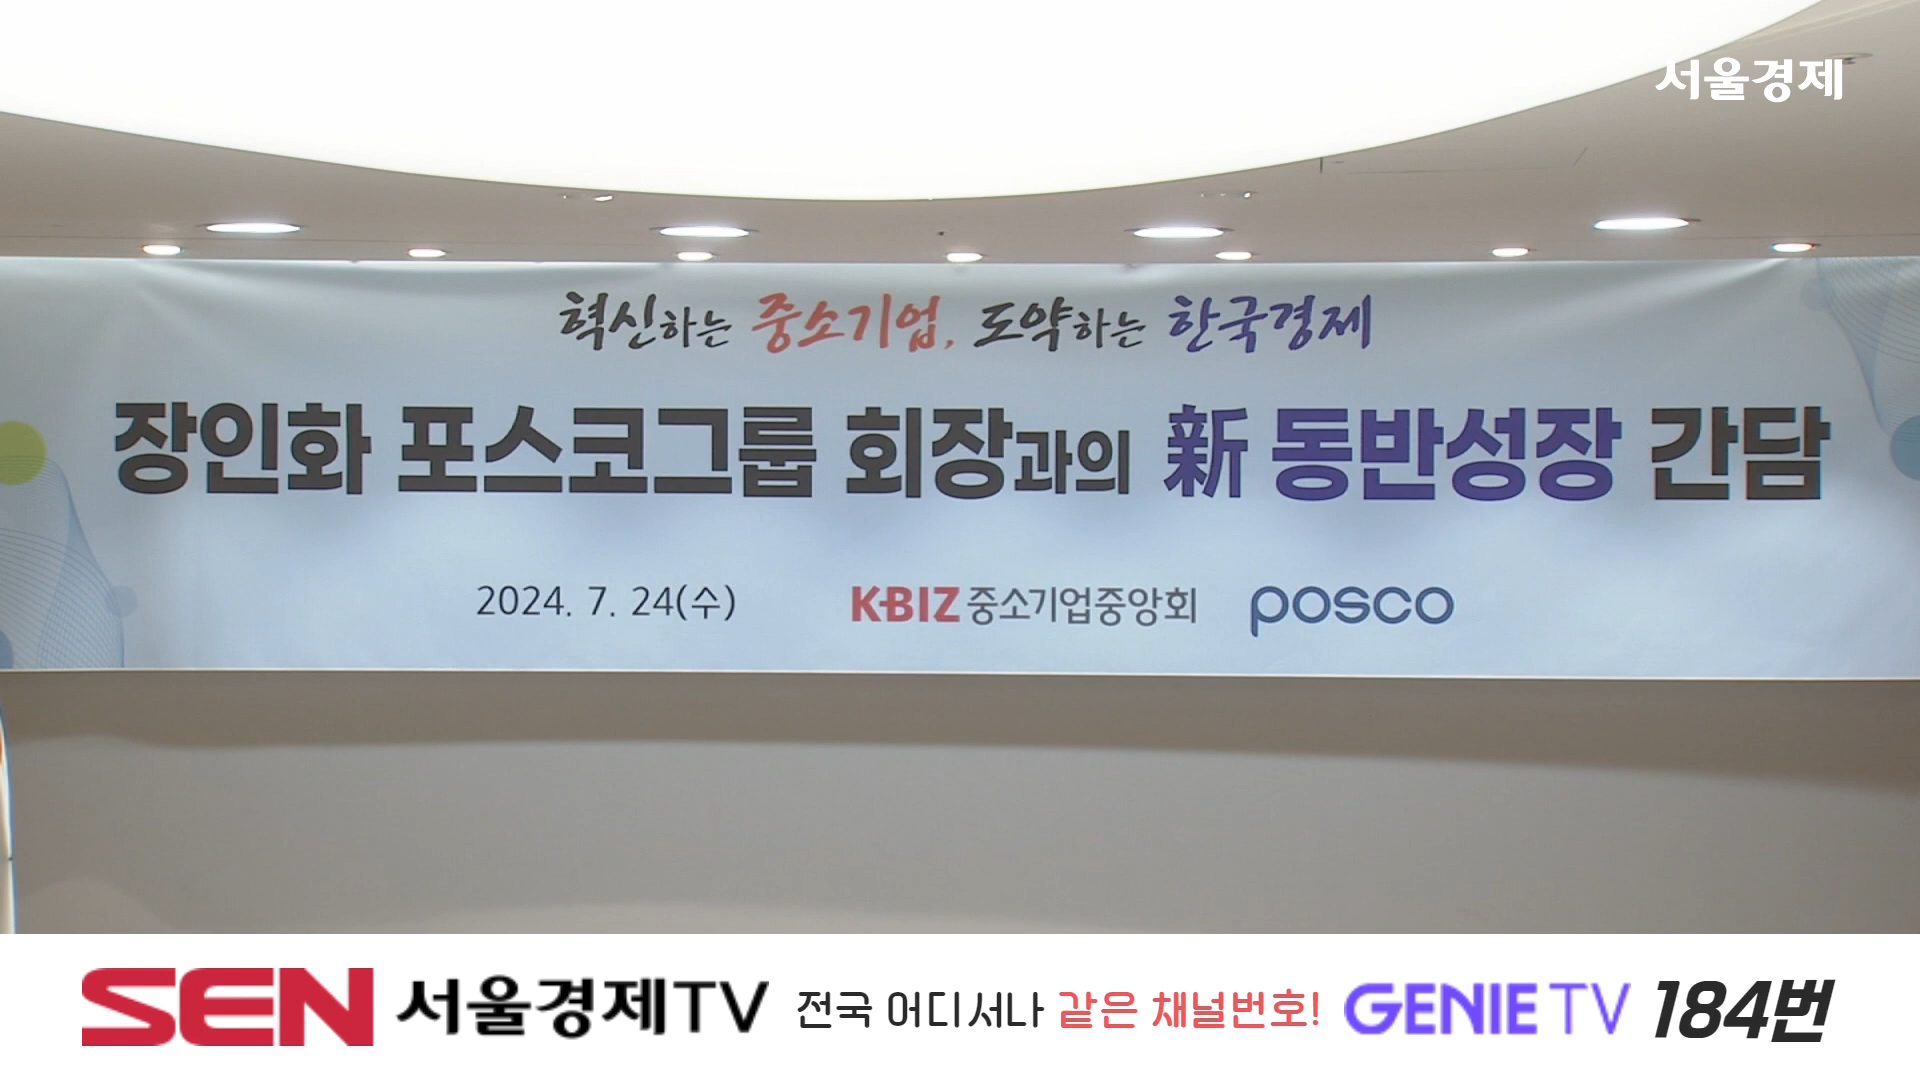 서울경제
혁신하는 중소기업, 도약하는 한국경제
장인화 포스코그룹 회장과의 新 동반성장 간담
2024. 7. 24(수) KBIZ 중소기업중앙회 posco
SEN 서울경제TV 전국 어디서나 같은 채널번호! GENIE TV 184번